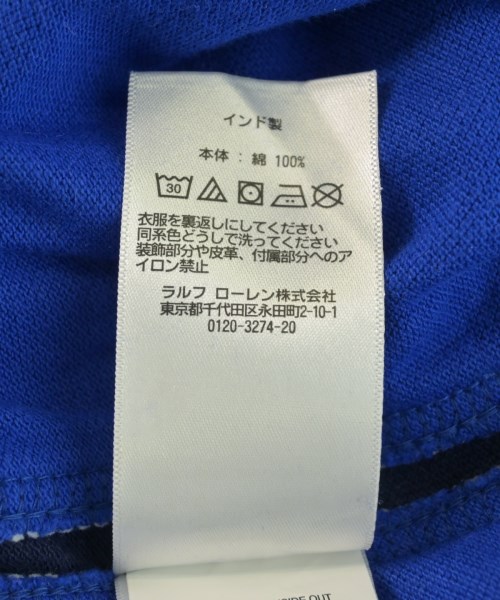 インド製
本体 : 綿 100%
30
衣服を裏返しにしてください
同系色どうしで洗ってください
装飾部分や皮革、付属部分へのア
イロン禁止
ラルフ ローレン株式会社
東京都千代田区永田町2-10-1
0120-3274-20
OUT